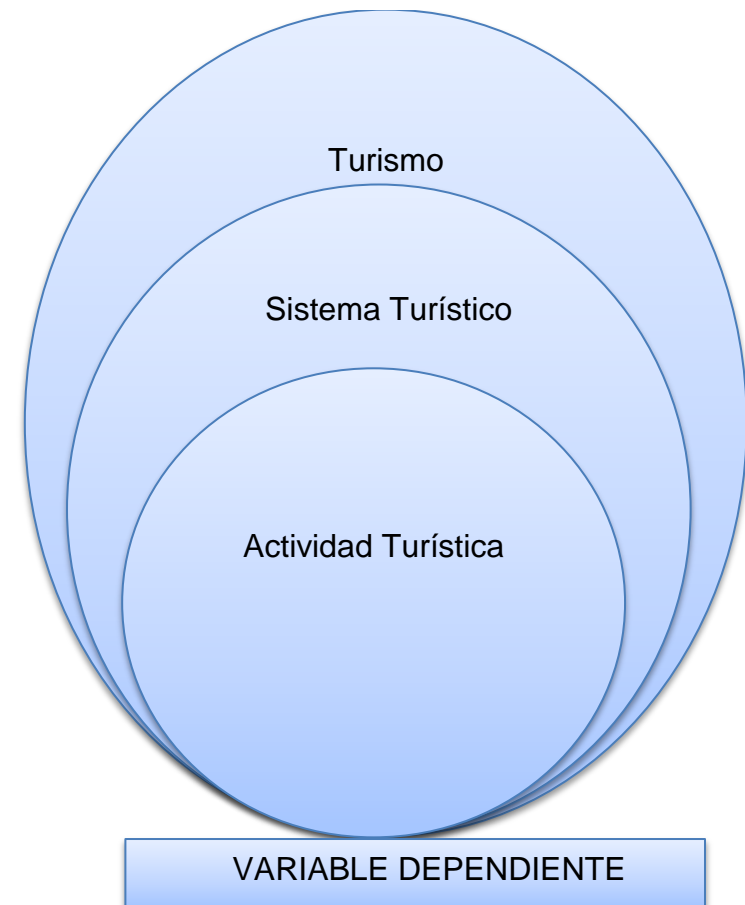 Turismo
Sistema Turístico
Actividad Turística
VARIABLE DEPENDIENTE